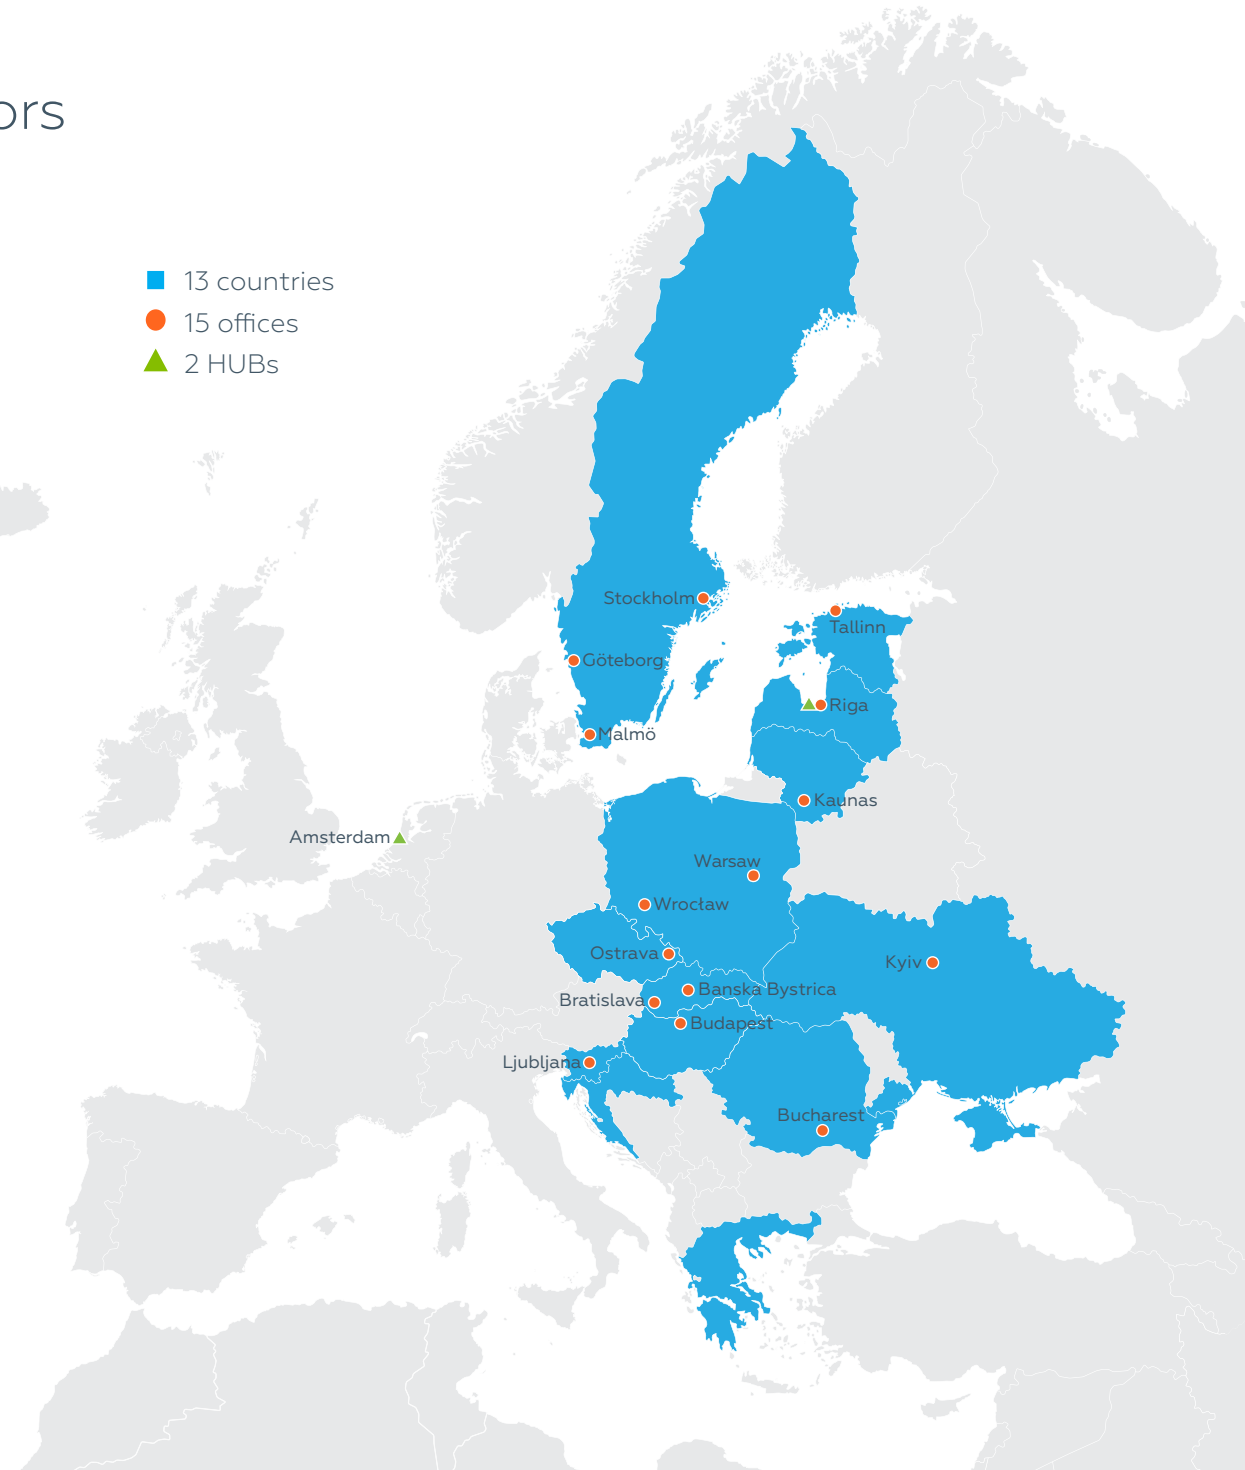 ors
13 countries
15 offices
2 HUBs
Stockholm
Tallinn
Göteborg
Riga
Malmö
Kaunas
Amsterdam
Warsaw
Wrocław
Ostrava
Kyiv
Banska Bystrica
Bratislava
Budapest
Ljubljana
Bucharest